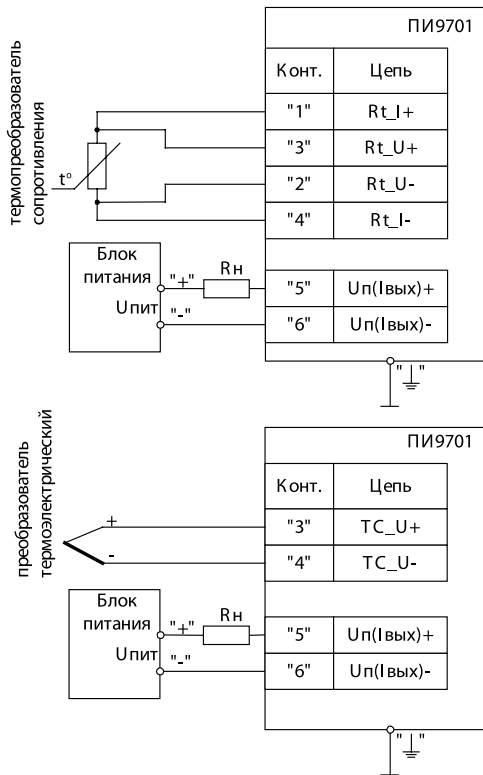 ПИ9701
Конт. Цепь
"1" Rt_I+
"3" Rt_U+
"2" Rt_U-
"4" Rt_I-
термопреобразователь
сопротивления
t°
Блок
питания
Uпит
"+"
Rн
"-"
"5" Uп(Iвых)+
"6" Uп(Iвых)-
" "
ПИ9701
Конт. Цепь
"3" TC_U+
"4" TC_U-
преобразователь
термоэлектрический
+
-
Блок
питания
Uпит
"+"
Rн
"-"
"5" Uп(Iвых)+
"6" Uп(Iвых)-
" "